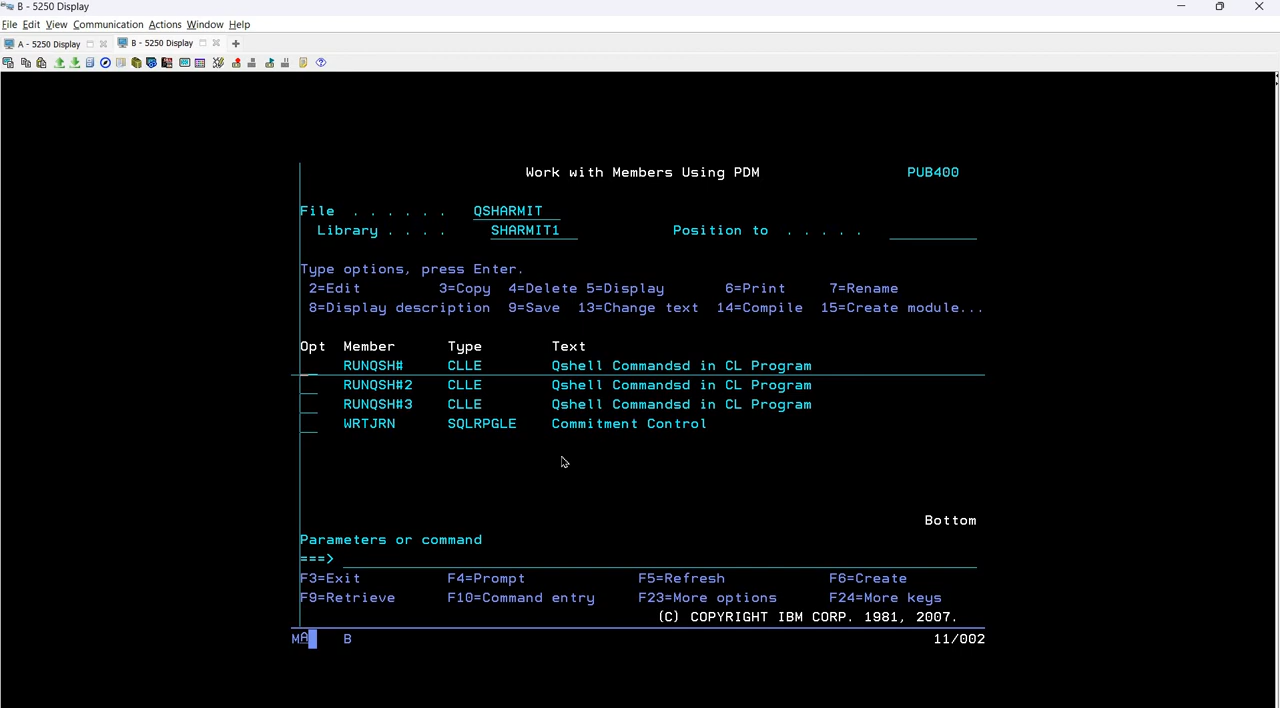 B - 5250 Display
File Edit View Communication Actions Window Help
A - 5250 Display B - 5250 Display
Work with Members Using PDM PUB400
File . . . . . . QSHARMIT
Library . . . . SHARMIT1 Position to . . . . .
Type options, press Enter.
2=Edit 3=Copy 4=Delete 5=Display 6=Print 7=Rename
8=Display description 9=Save 13=Change text 14=Compile 15=Create module...
Opt Member Type Text
RUNQSH# CLLE Qshell Commandsd in CL Program
RUNQSH#2 CLLE Qshell Commandsd in CL Program
RUNQSH#3 CLLE Qshell Commandsd in CL Program
WRTJRN SQLRPGLE Commitment Control
Bottom
Parameters or command
===>
F3=Exit F4=Prompt F5=Refresh F6=Create
F9=Retrieve F10=Command entry F23=More options F24=More keys
(C) COPYRIGHT IBM CORP. 1981, 2007.
MA B 11/002